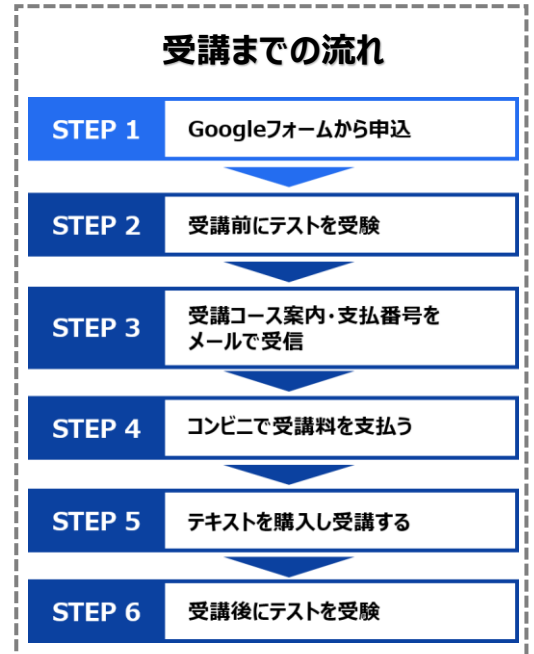 受講までの流れ
STEP 1
Googleフォームから申込
STEP 2
受講前にテストを受験
STEP 3
受講コース案内・支払番号を
メールで受信
STEP 4
コンビニで受講料を支払う
STEP 5
テキストを購入し受講する
STEP 6
受講後にテストを受験